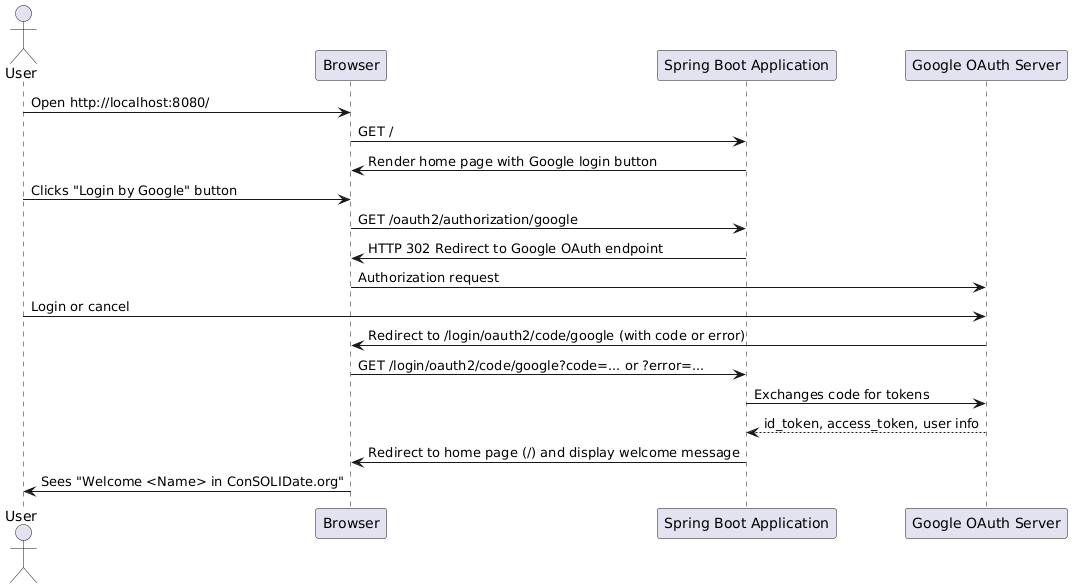 User
Browser
Spring Boot Application
Google OAuth Server
Open http://localhost:8080/
GET /
Render home page with Google login button
Clicks "Login by Google" button
GET /oauth2/authorization/google
HTTP 302 Redirect to Google OAuth endpoint
Authorization request
Login or cancel
Redirect to /login/oauth2/code/google (with code or error)
GET /login/oauth2/code/google?code=... or ?error=...
Exchanges code for tokens
id_token, access_token, user info
Redirect to home page (/) and display welcome message
Sees "Welcome <Name> in ConSOLIDate.org"
User
Browser
Spring Boot Application
Google OAuth Server